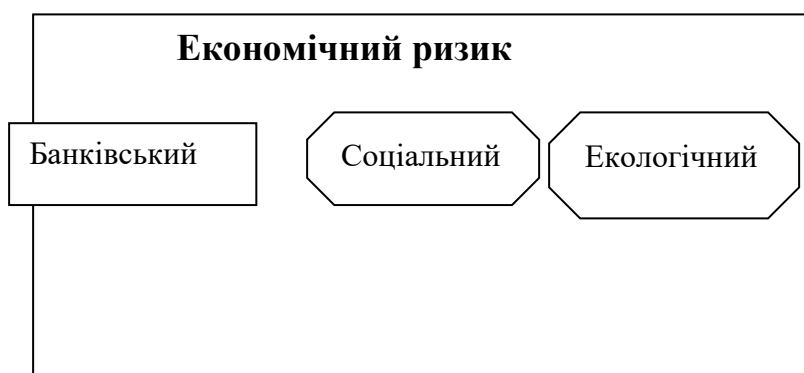 Економічний ризик
Банківський
Соціальний
Екологічний